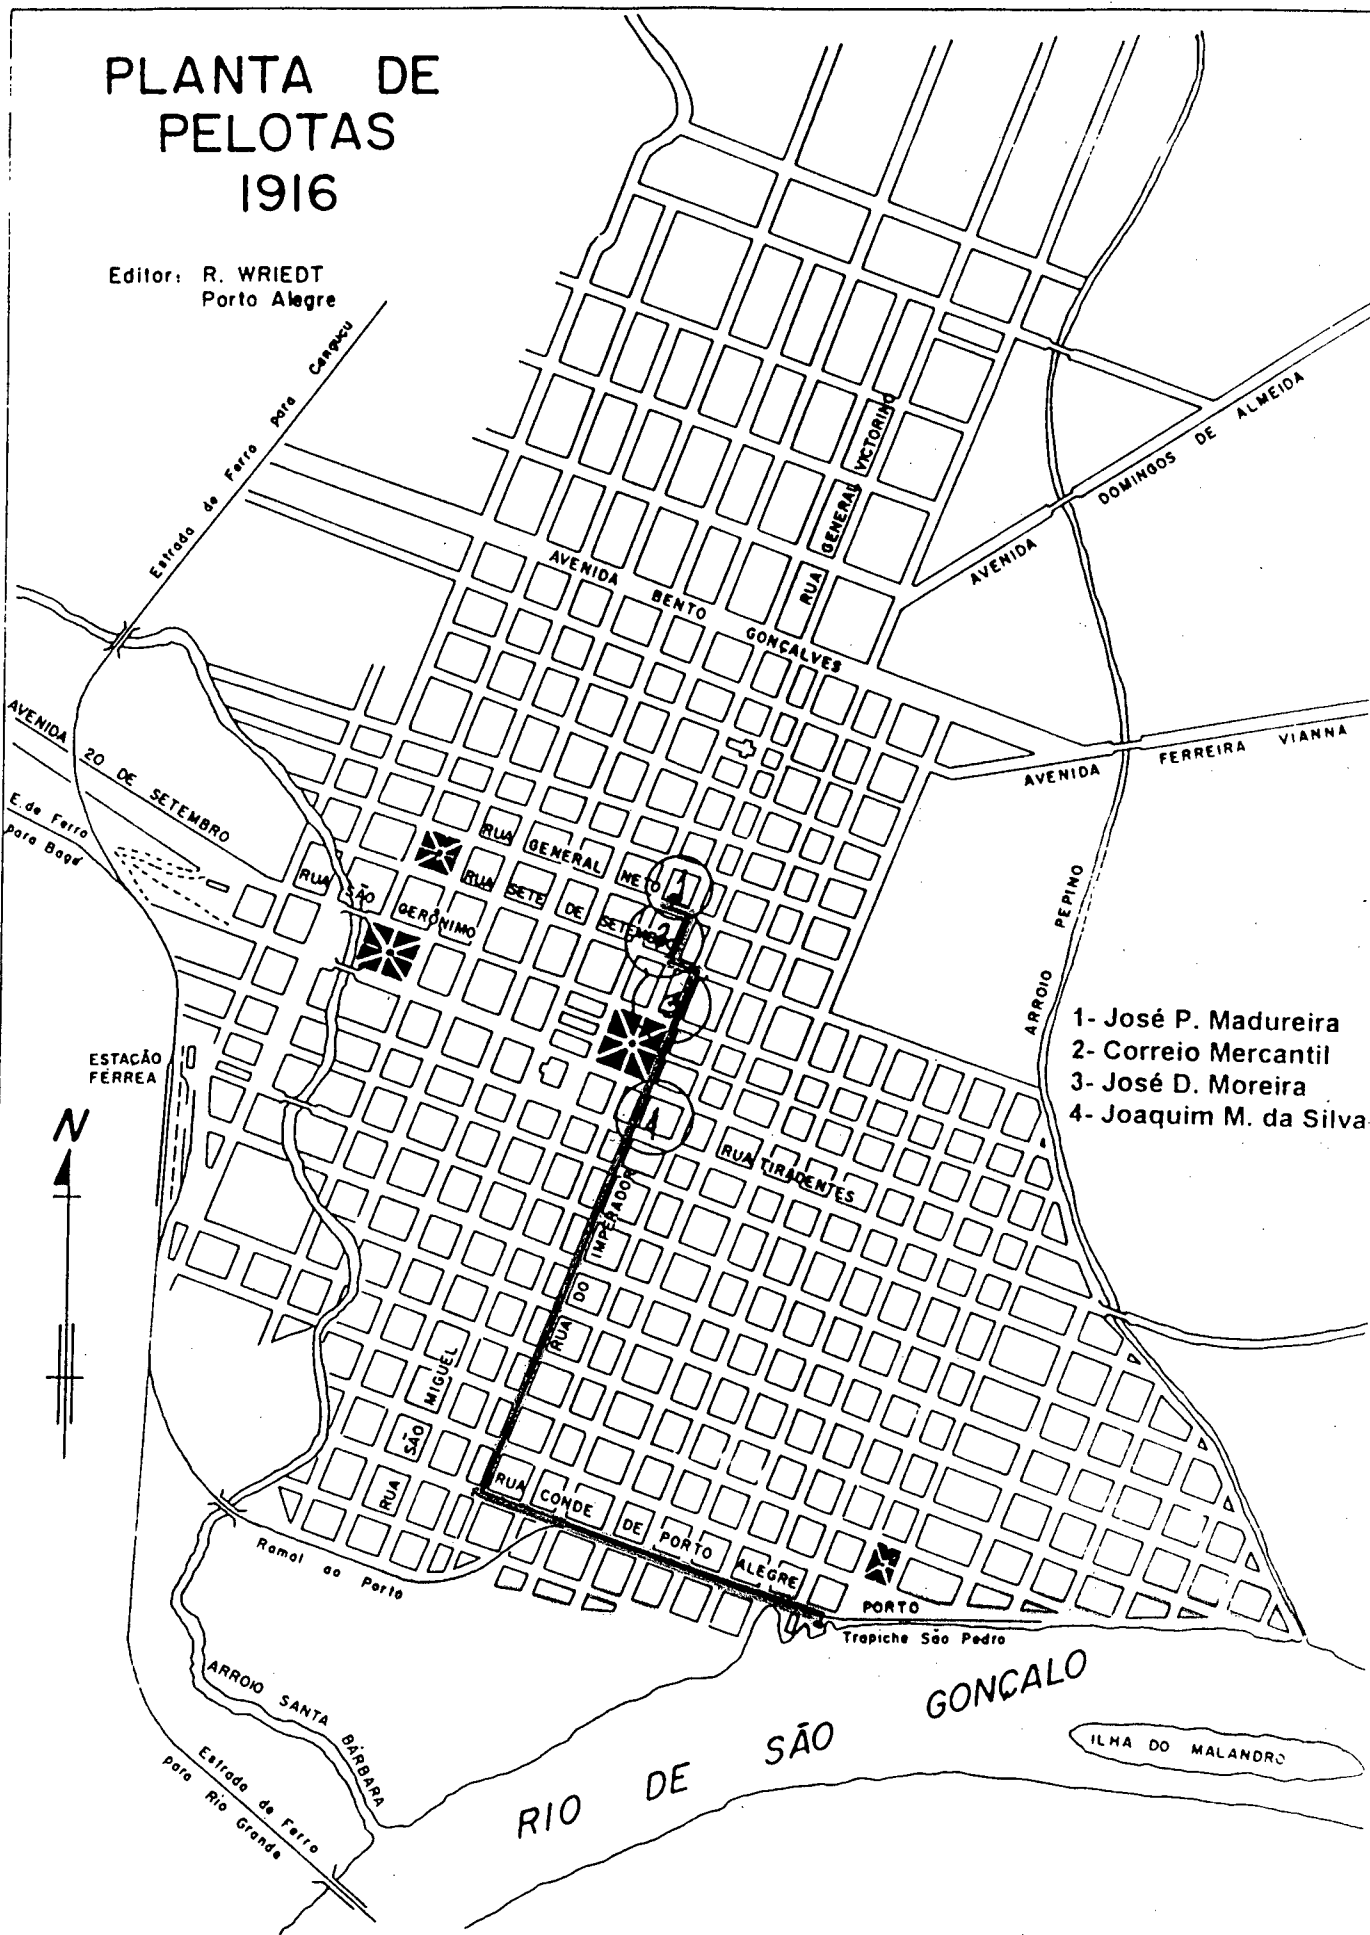 PLANTA DE
PELOTAS
1916
Editor: R. WRIEDT
Porto Alegre
Estrada de Ferro para Canguçu
RUA GENERAL VICTORINO
AVENIDA DOMINGOS DE ALMEIDA
AVENIDA BENTO GONÇALVES
AVENIDA FERREIRA VIANNA
AVENIDA 20 DE SETEMBRO
E. de Ferro
para Bagé
RUA GENERAL NETO
RUA SETE DE SETEMBRO
RUA SÃO GERÔNIMO
1
2
3
4
ARROIO PEPINO
1- José P. Madureira
2- Correio Mercantil
3- José D. Moreira
4- Joaquim M. da Silva
ESTACÃO
FÉRREA
N
RUA TIRADENTES
RUA DO IMPERADOR
RUA SÃO MIGUEL
RUA CONDE DE PORTO ALEGRE
Ramal ao Porto
PORTO
Trapiche São Pedro
ARROIO SANTA BÁRBARA
RIO DE SÃO GONÇALO
ILHA DO MALANDRO
Estrada de Ferro
para Rio Grande